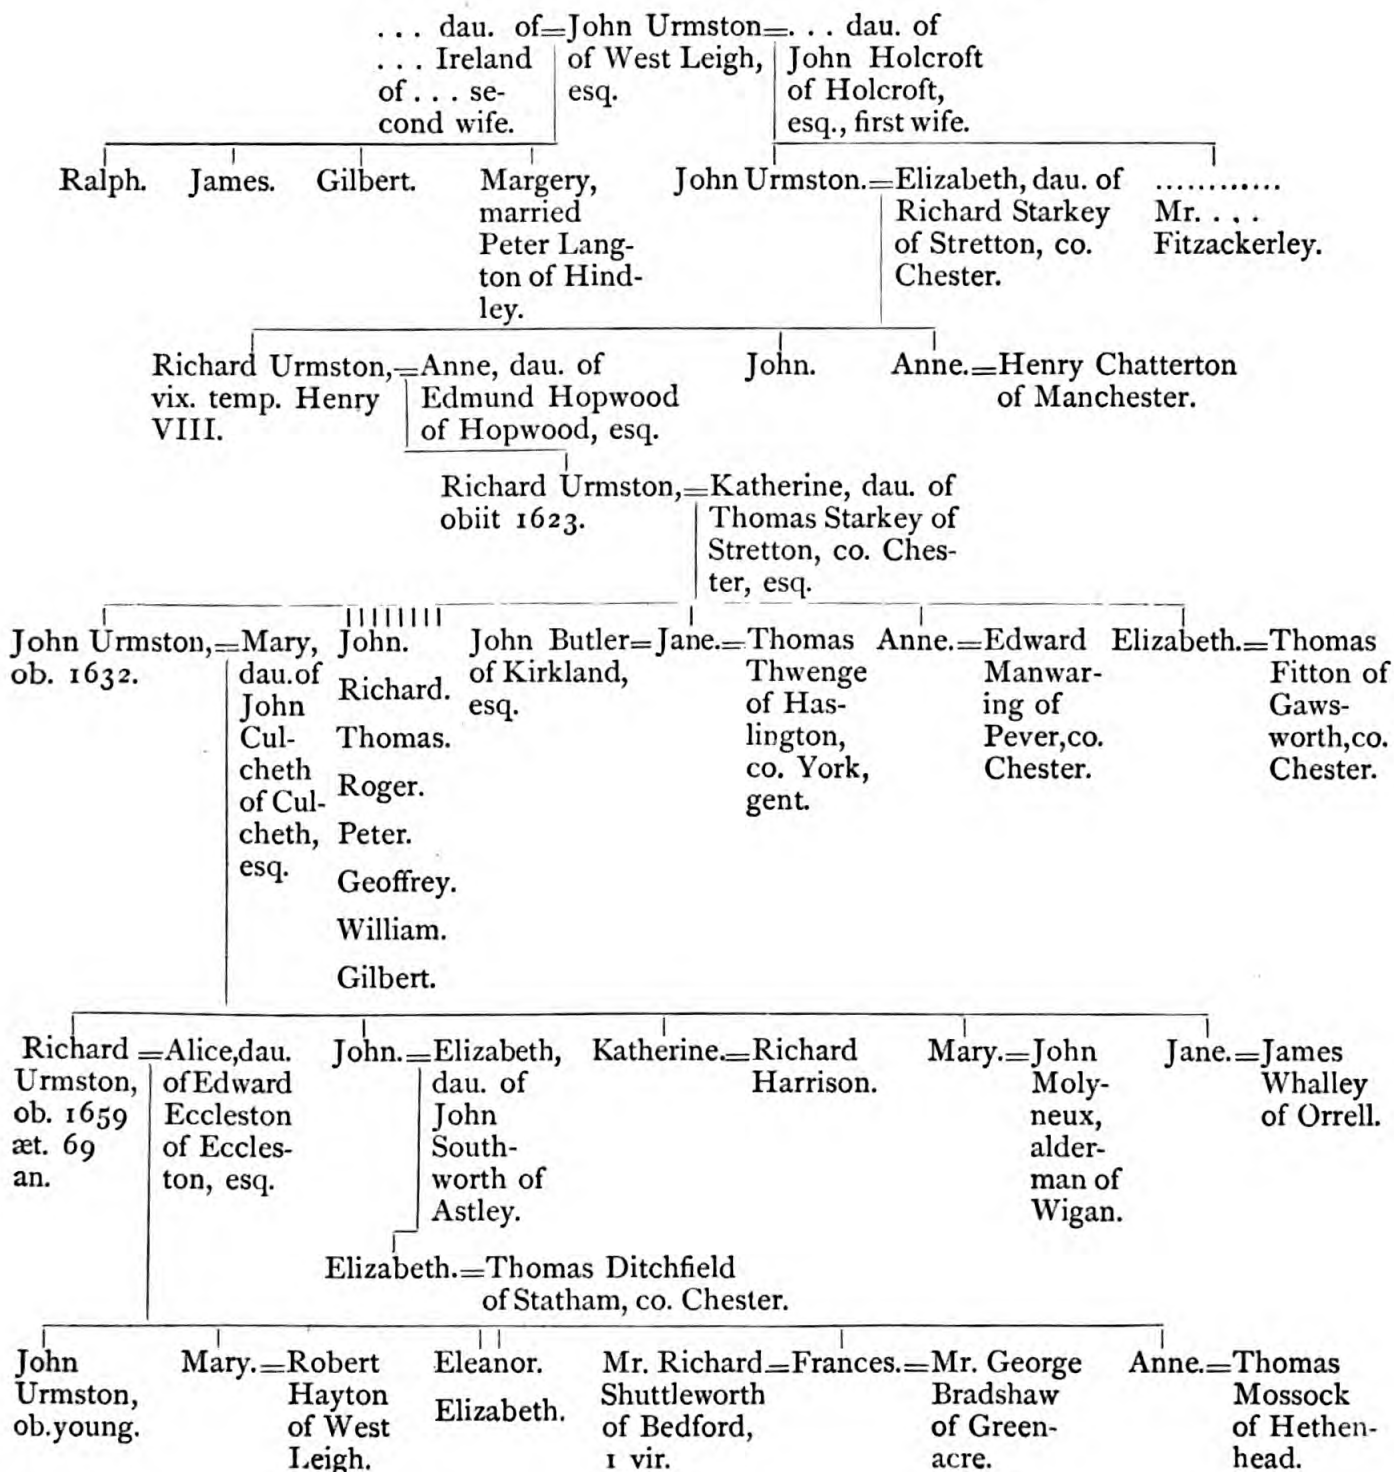 ... dau. of=John Urmston=... dau. of
... Ireland of West Leigh, John Holcroft
of ... se- esq. of Holcroft,
cond wife. esq., first wife.
Ralph. James. Gilbert. Margery, John Urmston.=Elizabeth, dau. of ............
married Richard Starkey Mr. . . .
Peter Lang- of Stretton, co. Fitzackerley.
ton of Hind- Chester.
ley.
Richard Urmston,=Anne, dau. of John. Anne.=Henry Chatterton
vix. temp. Henry Edmund Hopwood of Manchester.
VIII. of Hopwood, esq.
Richard Urmston,=Katherine, dau. of
obiit 1623. Thomas Starkey of
Stretton, co. Ches-
ter, esq.
John Urmston,=Mary, John. John Butler=Jane.=Thomas Anne.=Edward Elizabeth.=Thomas
ob. 1632. dau. of Richard. of Kirkland, Thwenge Manwar- Fitton of
John esq. of Has- ing of Gaws-
Cul- Thomas. lington, Pever, co. worth, co.
cheth Roger. co. York, Chester. Chester.
of Cul- gent.
cheth, Peter.
esq.
Geoffrey.
William.
Gilbert.
Richard=Alice, dau. John.=Elizabeth, Katherine.=Richard Mary.=John Jane.=James
Urmston, of Edward dau. of Harrison. Moly- Whalley
ob. 1659 Eccleston John neux, of Orrell.
æt. 69 of Eccles- South- alder-
an. ton, esq. worth of man of
Astley. Wigan.
Elizabeth.=Thomas Ditchfield
of Statham, co. Chester.
John Mary.=Robert Eleanor. Mr. Richard=Frances.=Mr. George Anne.=Thomas
Urmston, Hayton Elizabeth. Shuttleworth Bradshaw Mossock
ob. young. of West of Bedford, of Green- of Hethen-
Leigh. 1 vir. acre. head.